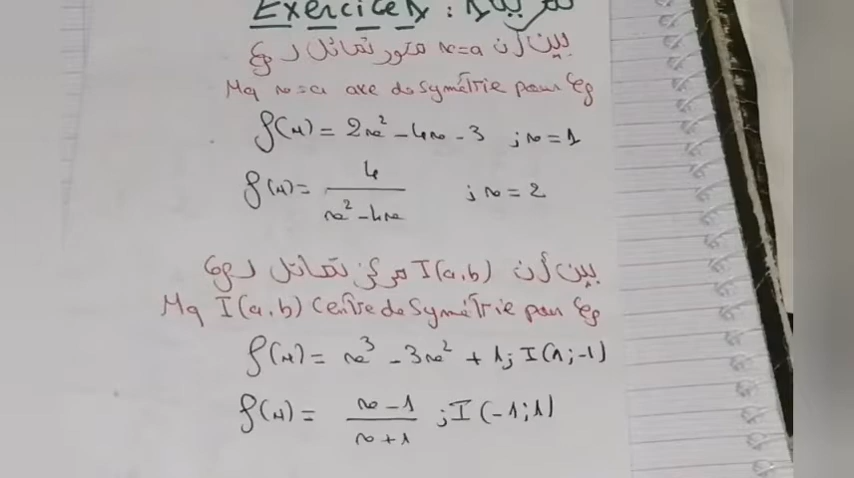 Exercice 1 : تمرين 1
بين أن x=a محور تماثل ل Cf
Mq x=a axe de symétrie pour Cf
f(x) = 2x² - 4x - 3 ; x = 1
f(x) = 4 / (x² - 4x) ; x = 2
بين أن I(a,b) مركز تماثل ل Cf
Mq I(a,b) Centre de Symétrie pour Cf
f(x) = x³ - 3x² + 1 ; I(1;-1)
f(x) = (x - 1) / (x + 1) ; I(-1;1)